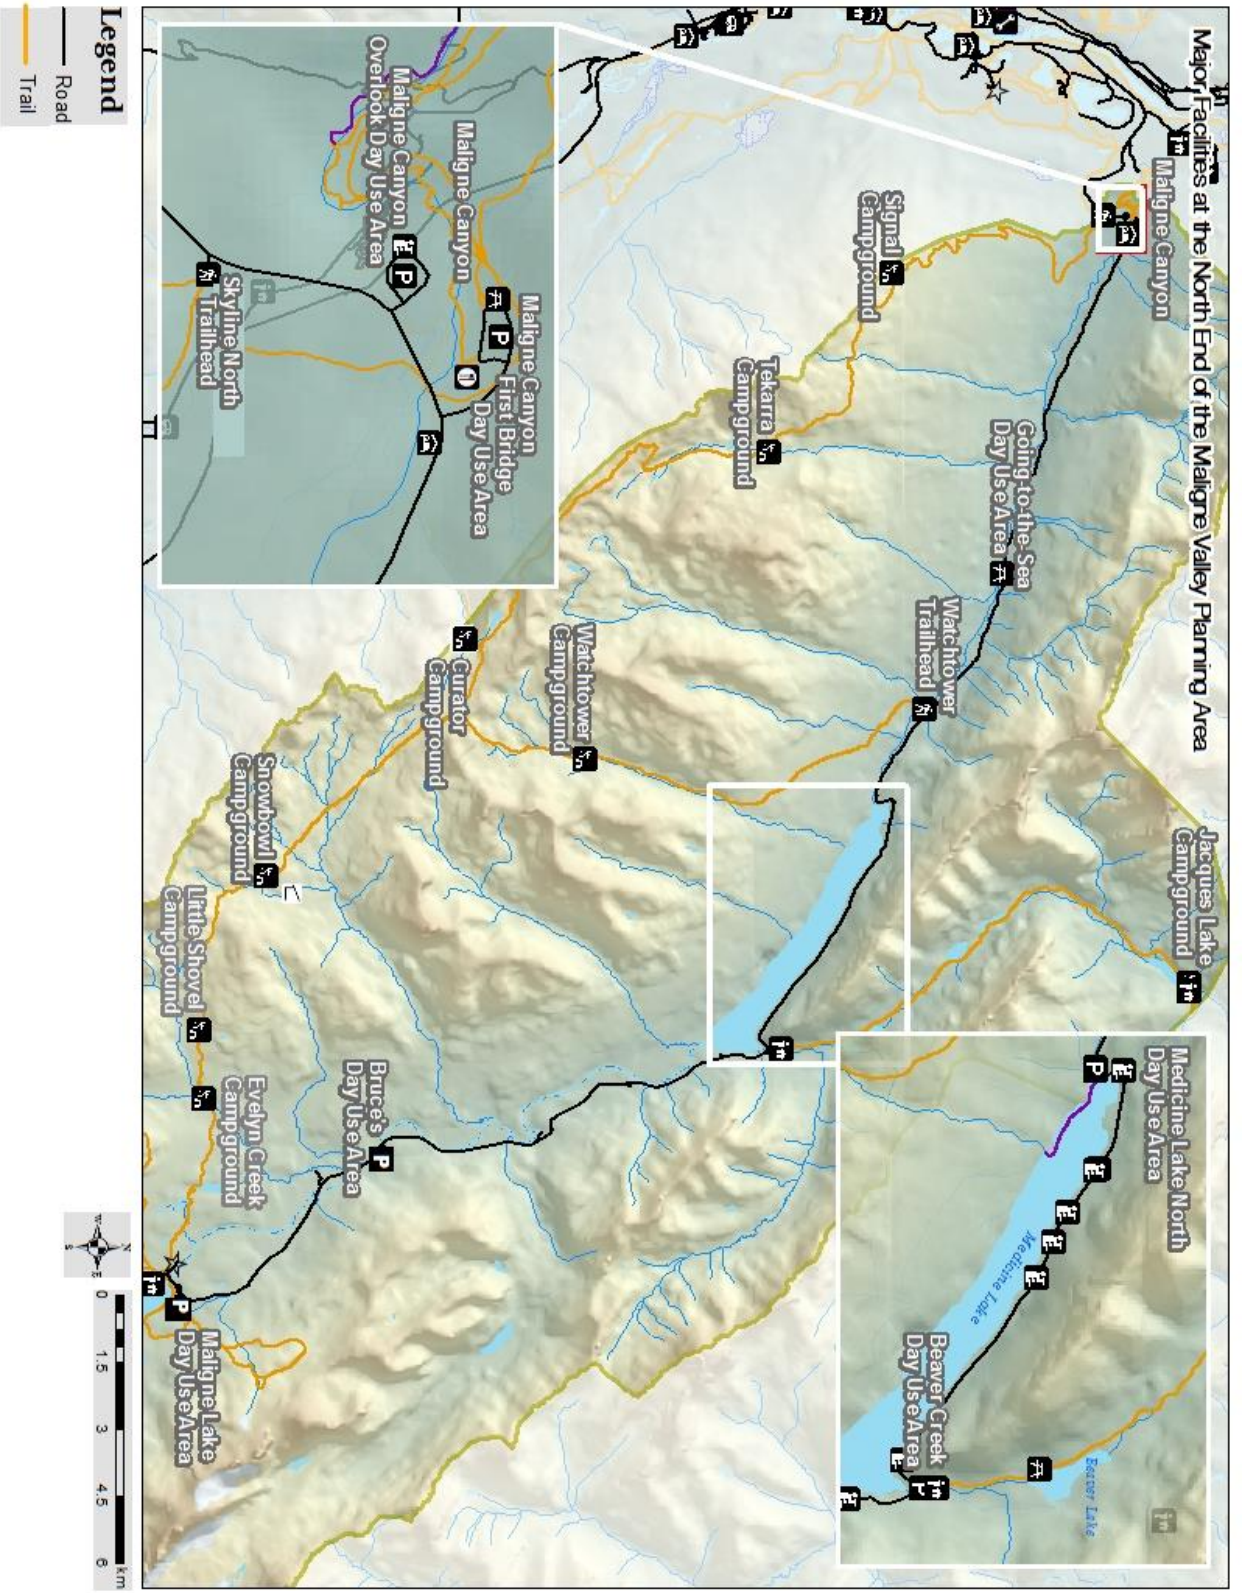 Major Facilities at the North End of the Maligne Valley Planning Area
Maligne Canyon
Jacques Lake
Campground
Signal
Campground
Going-to-the-Sea
Day Use Area
Tekarra
Campground
Watchtower
Trailhead
Watchtower
Campground
Curator
Campground
Snowbowl
Campground
Little Shovel
Campground
Evelyn Creek
Campground
Bruce's
Day Use Area
Maligne Lake
Day Use Area
Medicine Lake North
Day Use Area
P
Medicine Lake
Beaver Creek
Day Use Area
P
Beaver Lake
Maligne Canyon
First Bridge
Day Use Area
P
Maligne Canyon
Maligne Canyon
Overlook Day Use Area
P
Skyline North
Trailhead
P
P
Legend
Road
Trail
N
W
E
S
0 1.5 3 4.5 6
km